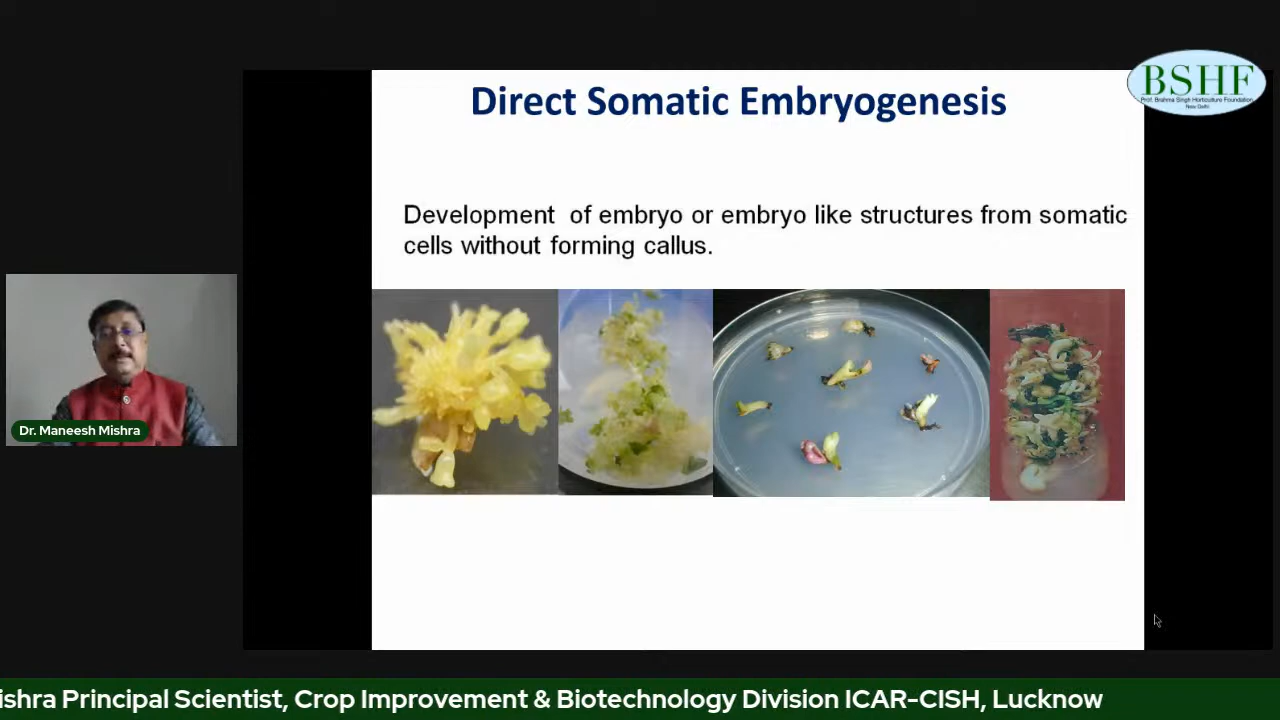 BSHF
Prof. Brahma Singh Horticulture Foundation
New Delhi
Direct Somatic Embryogenesis
Development of embryo or embryo like structures from somatic
cells without forming callus.
Dr. Maneesh Mishra
ishra Principal Scientist, Crop Improvement & Biotechnology Division ICAR-CISH, Lucknow